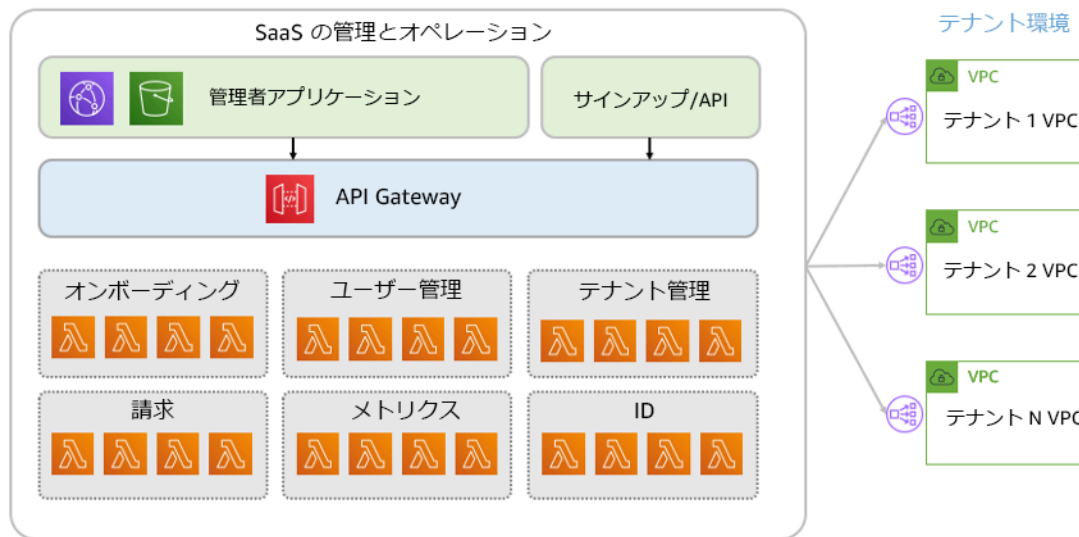 SaaS の管理とオペレーション
テナント環境
管理者アプリケーション
サインアップ/API
API Gateway
オンボーディング
ユーザー管理
テナント管理
請求
メトリクス
ID
VPC
テナント 1 VPC
VPC
テナント 2 VPC
VPC
テナント N VPC